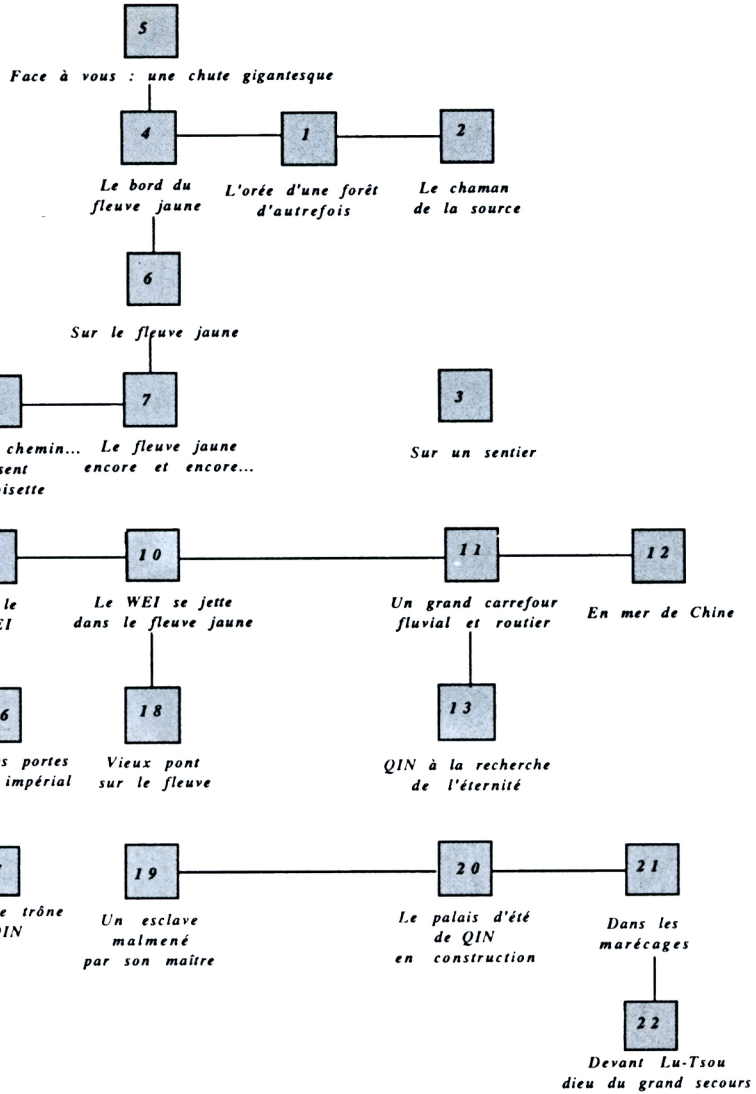 5
Face à vous : une chute gigantesque
4
1
2
Le bord du
fleuve jaune
L'orée d'une forêt
d'autrefois
Le chaman
de la source
6
Sur le fleuve jaune
7
3
chemin...
Le fleuve jaune
encore et encore...
Sur un sentier
10
11
12
le
Le WEI se jette
dans le fleuve jaune
Un grand carrefour
fluvial et routier
En mer de Chine
6
18
13
portes
impérial
Vieux pont
sur le fleuve
QIN à la recherche
de l'éternité
19
20
21
trône
Un esclave
malmené
par son maître
Le palais d'été
de QIN
en construction
Dans les
marécages
22
Devant Lu-Tsou
dieu du grand secours